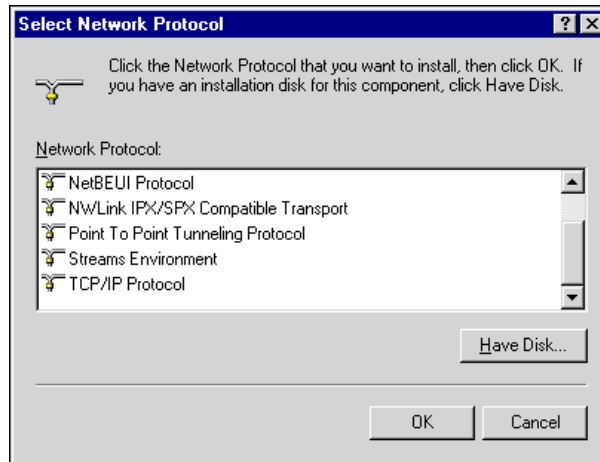 Select Network Protocol
Click the Network Protocol that you want to install, then click OK.  If
you have an installation disk for this component, click Have Disk.
Network Protocol:
NetBEUI Protocol
NWLink IPX/SPX Compatible Transport
Point To Point Tunneling Protocol
Streams Environment
TCP/IP Protocol
Have Disk...
OK
Cancel